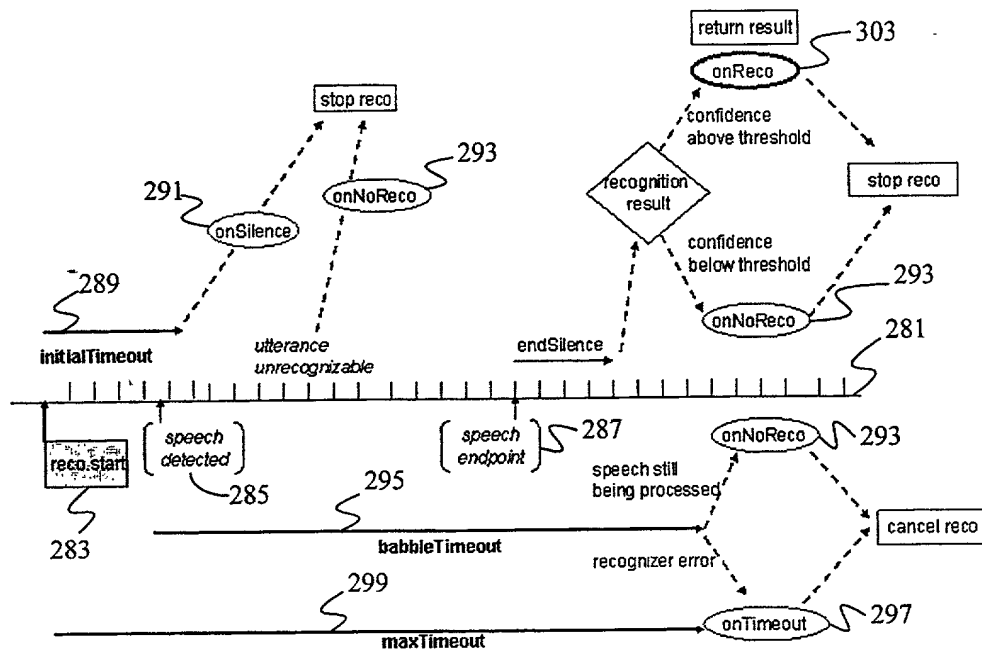 return result
303
onReco
stop reco
confidence
above threshold
293
291
onNoReco
recognition
result
stop reco
onSilence
confidence
below threshold
289
293
onNoReco
utterance
unrecognizable
endSilence
281
initialTimeout
reco.start
speech
detected
speech
endpoint
287
onNoReco
293
285
295
speech still
being processed
283
babbleTimeout
cancel reco
recognizer error
299
onTimeout
297
maxTimeout